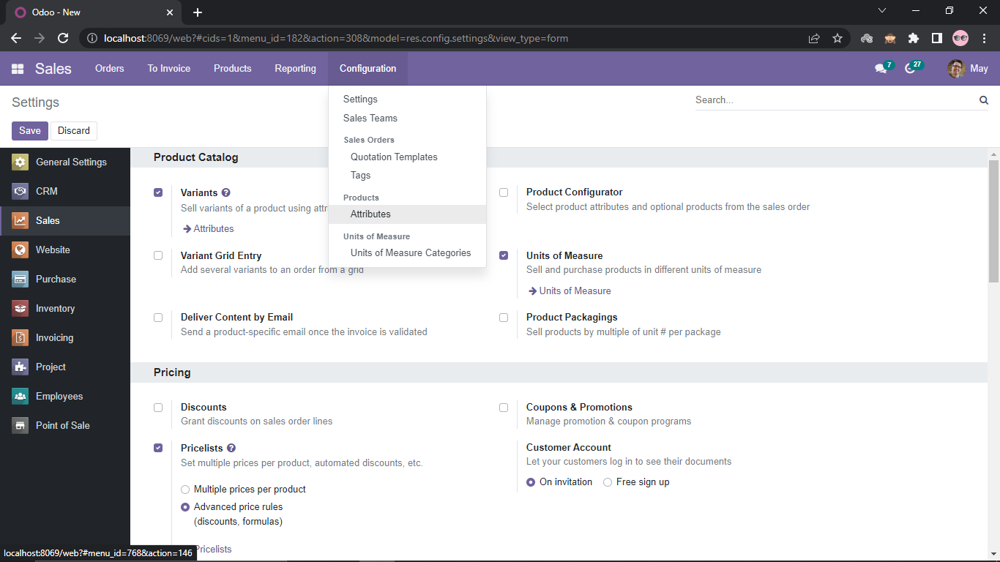 Odoo - New
localhost:8069/web?#cids=1&menu_id=182&action=308&model=res.config.settings&view_type=form
Sales
Orders
To Invoice
Products
Reporting
Configuration
7
27
May
Settings
Search...
Save
Discard
Settings
Sales Teams
Sales Orders
Quotation Templates
Tags
Products
Attributes
Units of Measure
Units of Measure Categories
General Settings
CRM
Sales
Website
Purchase
Inventory
Invoicing
Project
Employees
Point of Sale
Product Catalog
Variants
Sell variants of a product using attr
Attributes
Product Configurator
Select product attributes and optional products from the sales order
Variant Grid Entry
Add several variants to an order from a grid
Units of Measure
Sell and purchase products in different units of measure
Units of Measure
Deliver Content by Email
Send a product-specific email once the invoice is validated
Product Packagings
Sell products by multiple of unit # per package
Pricing
Discounts
Grant discounts on sales order lines
Coupons & Promotions
Manage promotion & coupon programs
Pricelists
Set multiple prices per product, automated discounts, etc.
Multiple prices per product
Advanced price rules
(discounts, formulas)
Pricelists
Customer Account
Let your customers log in to see their documents
On invitation
Free sign up
localhost:8069/web?#menu_id=768&action=146